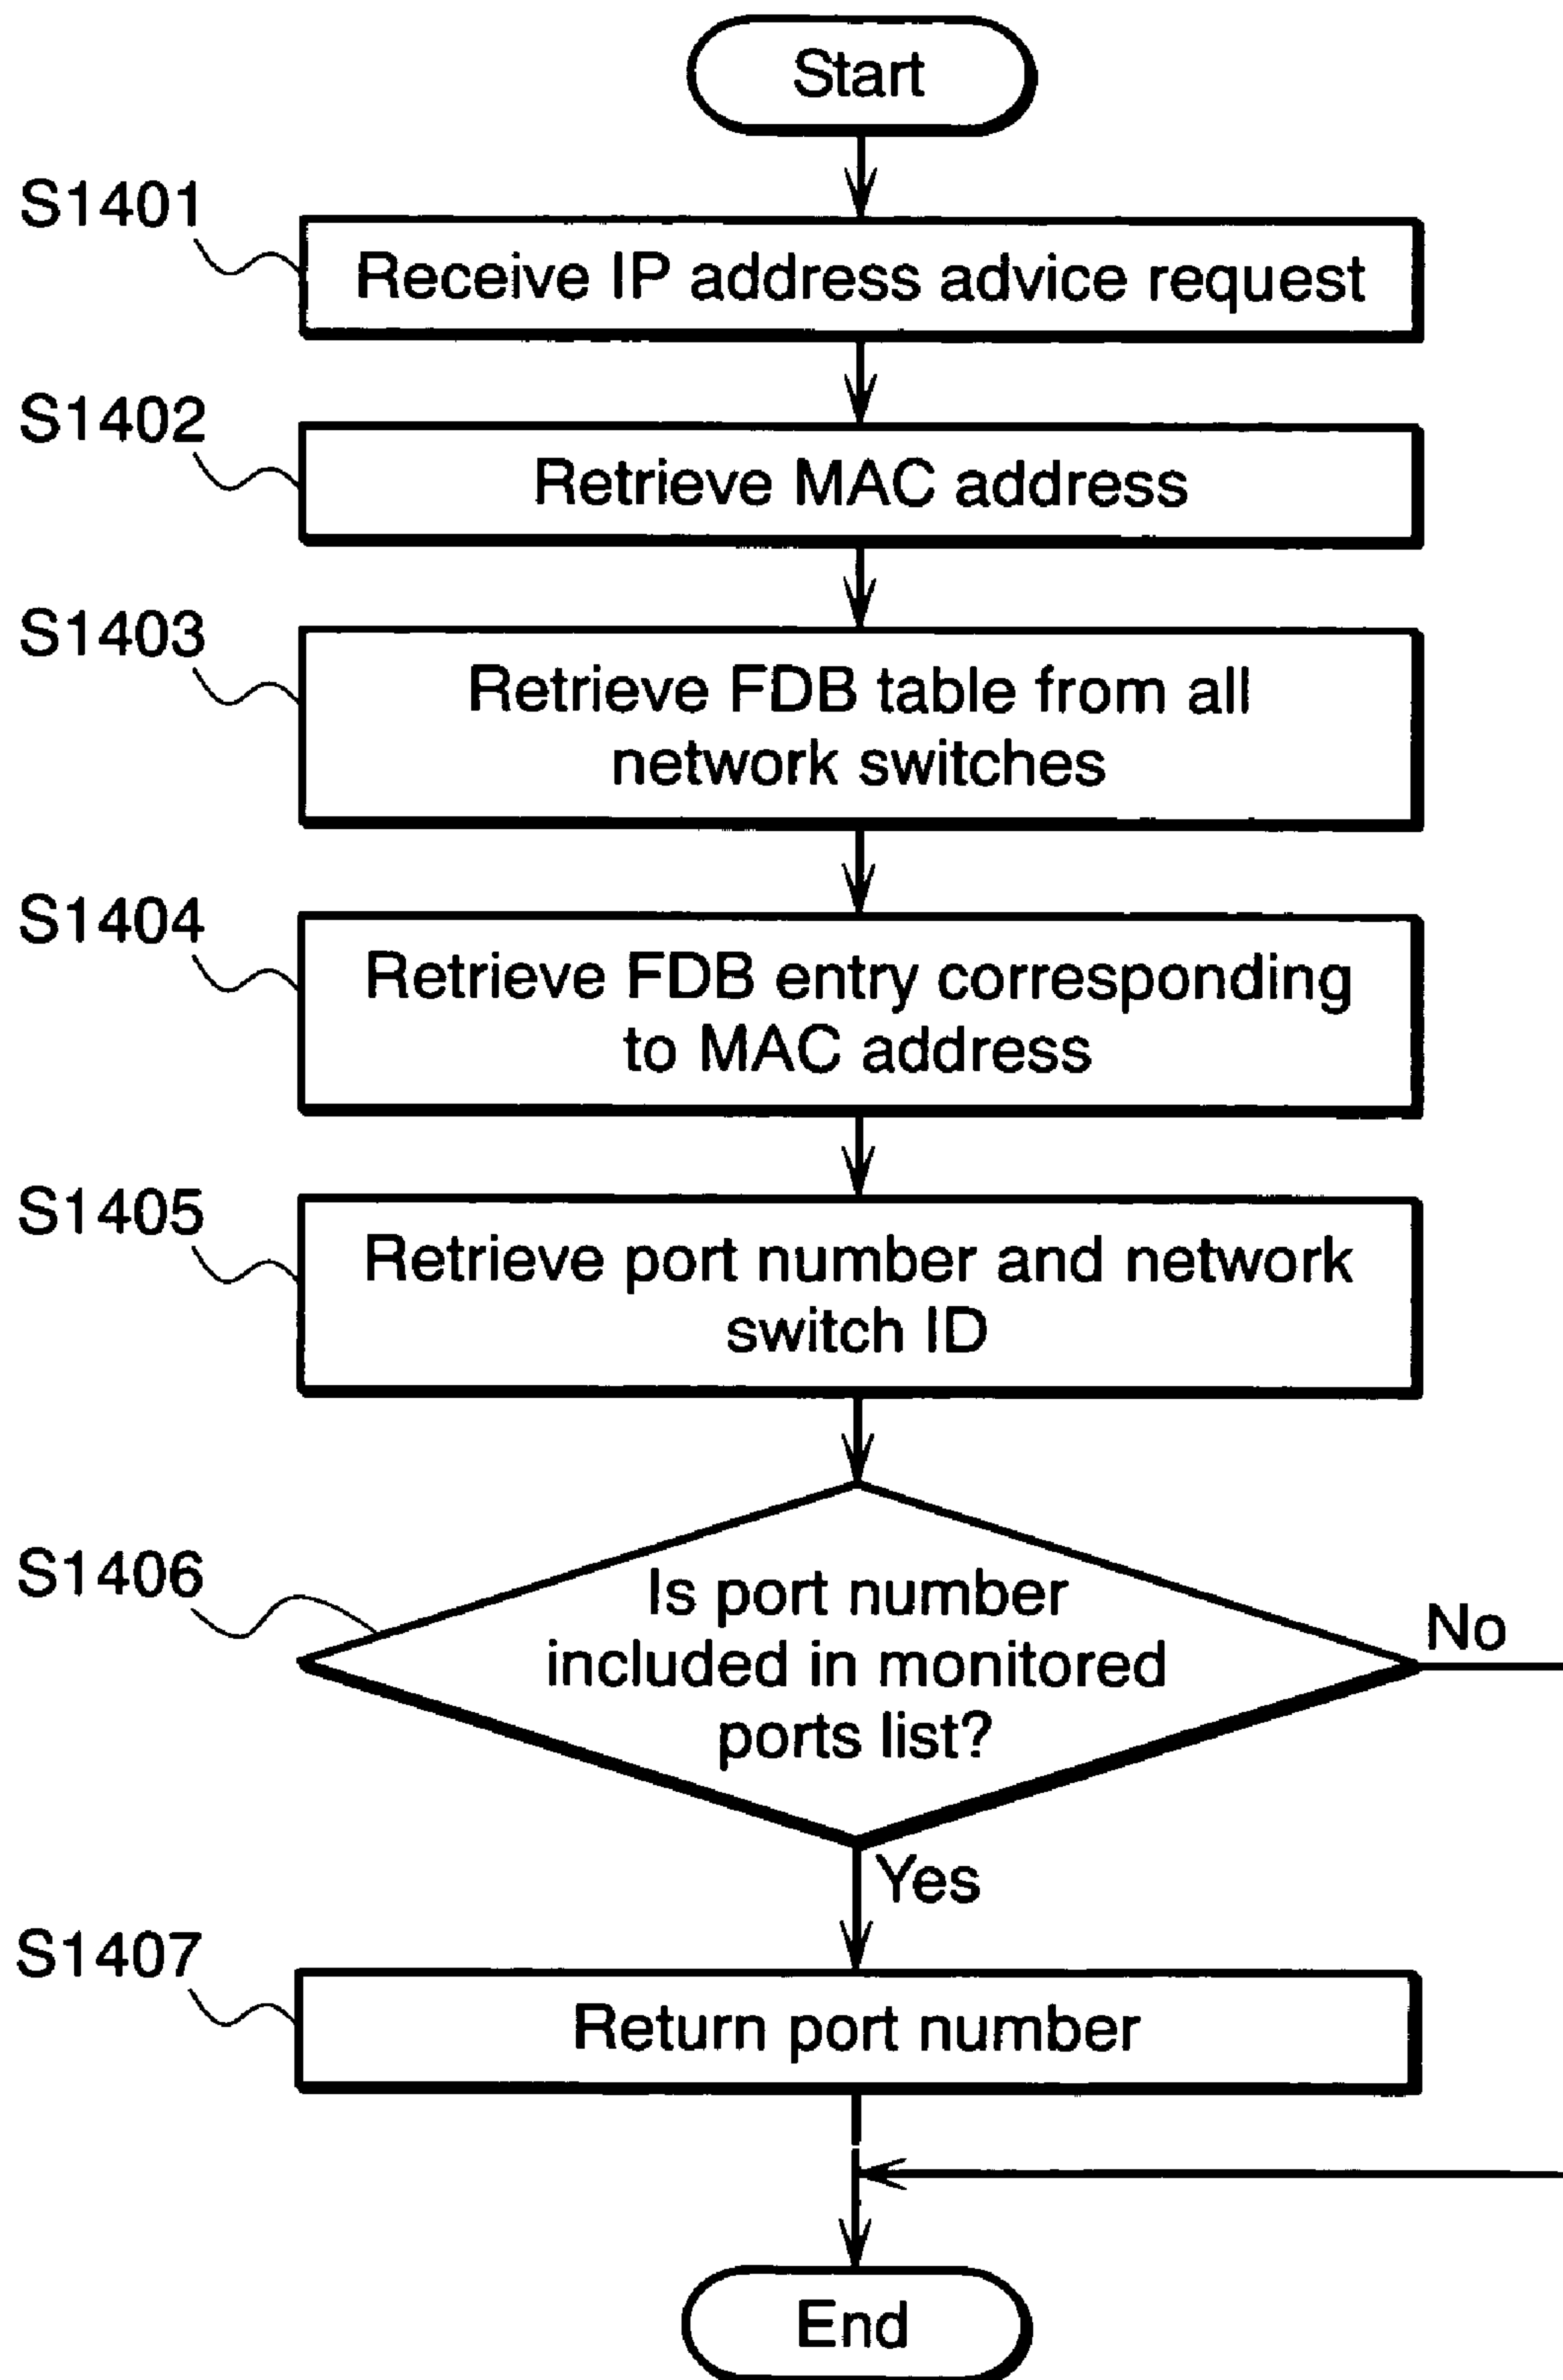 Start
S1401
Receive IP address advice request
S1402
Retrieve MAC address
S1403
Retrieve FDB table from all
network switches
S1404
Retrieve FDB entry corresponding
to MAC address
S1405
Retrieve port number and network
switch ID
S1406
Is port number
included in monitored
ports list?
No
Yes
S1407
Return port number
End